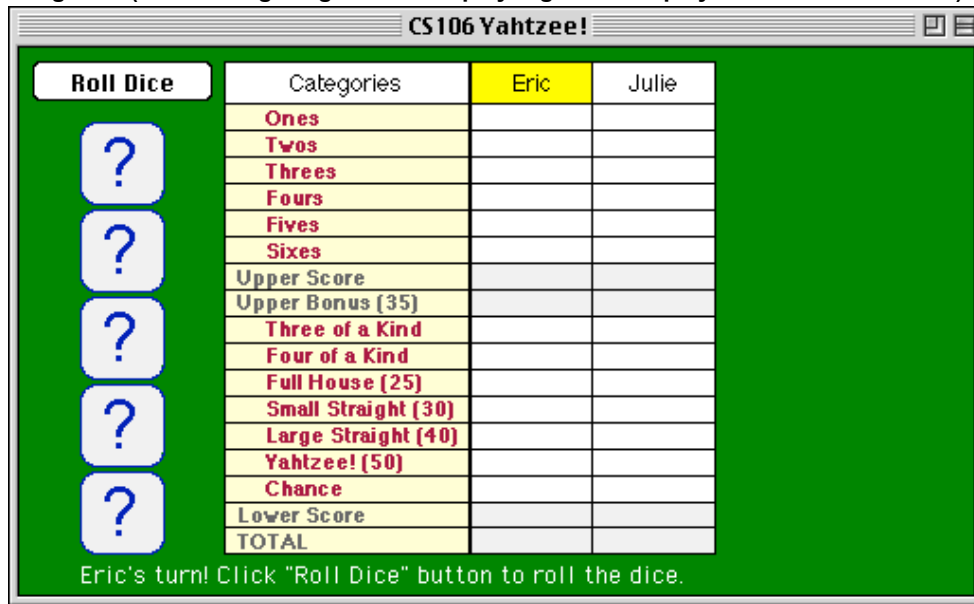 CS106 Yahtzee!
Roll Dice
Categories Eric Julie
Ones
Twos
Threes
Fours
Fives
Sixes
Upper Score
Upper Bonus (35)
Three of a Kind
Four of a Kind
Full House (25)
Small Straight (30)
Large Straight (40)
Yahtzee! (50)
Chance
Lower Score
TOTAL
?
?
?
?
?
Eric's turn! Click "Roll Dice" button to roll the dice.